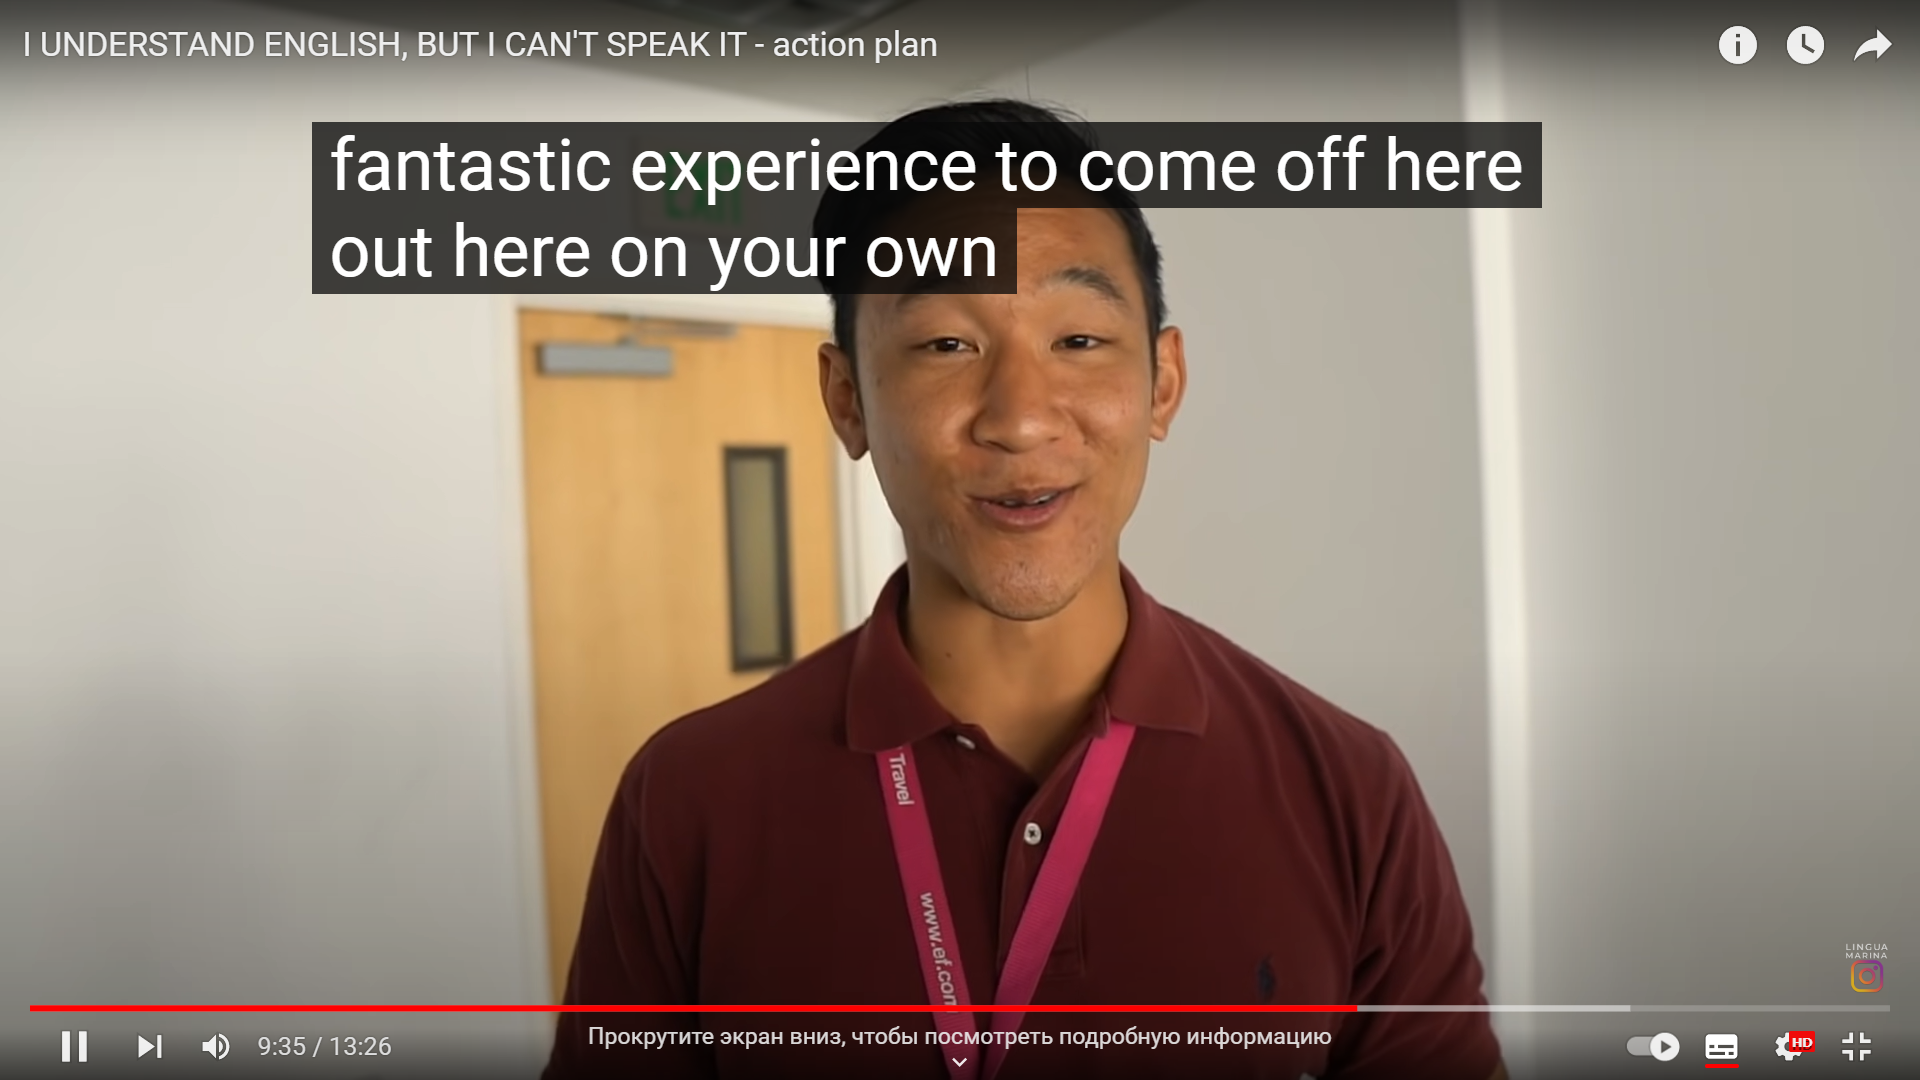 I UNDERSTAND ENGLISH, BUT I CAN'T SPEAK IT - action plan
fantastic experience to come off here
out here on your own
EXIT
Travel
www.ef.com
LINGUA
MARINA
9:35 / 13:26
Прокрутите экран вниз, чтобы посмотреть подробную информацию
HD